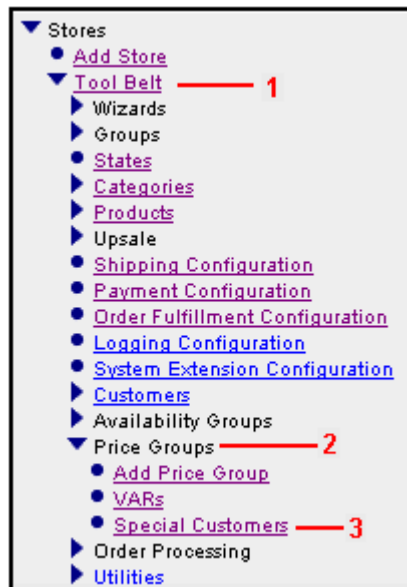 Stores
Add Store
Tool Belt 1
Wizards
Groups
States
Categories
Products
Upsale
Shipping Configuration
Payment Configuration
Order Fulfillment Configuration
Logging Configuration
System Extension Configuration
Customers
Availability Groups
Price Groups 2
Add Price Group
VARs
Special Customers 3
Order Processing
Utilities